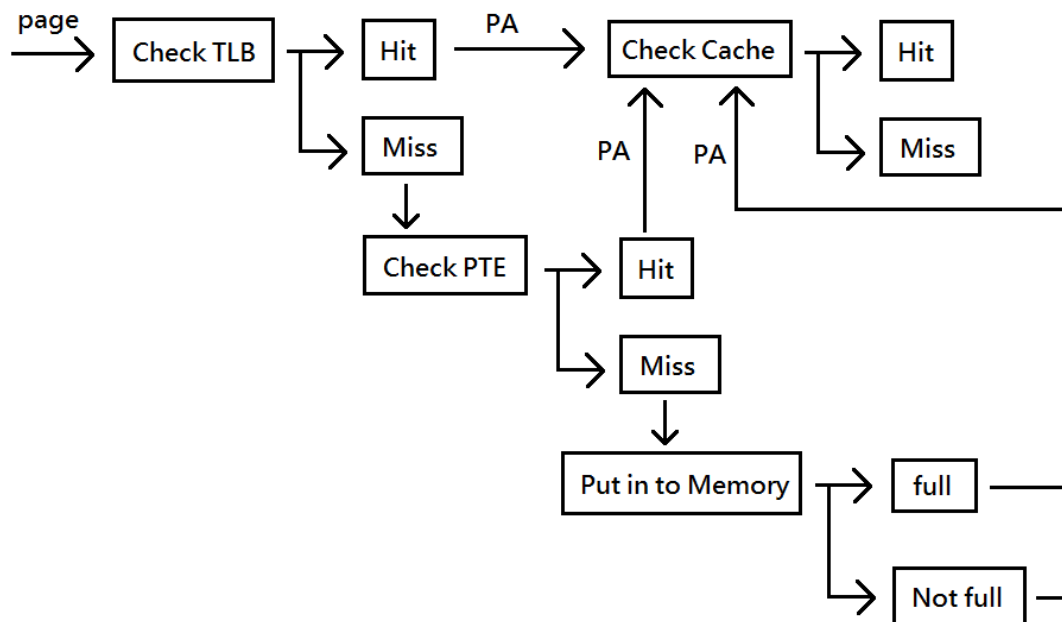 page
Check TLB
Hit
PA
Check Cache
Hit
Miss
PA
PA
Miss
Check PTE
Hit
Miss
Put in to Memory
full
Not full